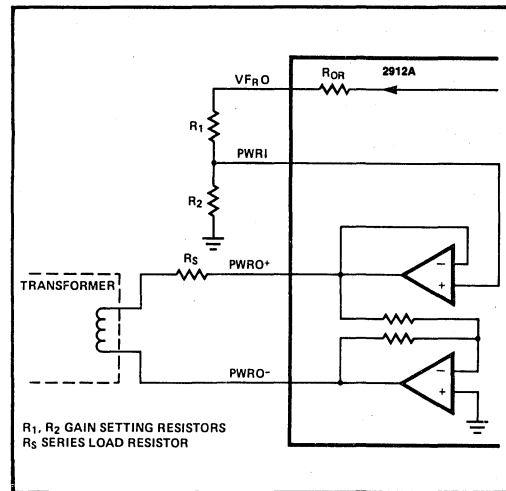 2912A
VFRO
ROR
R1
PWRI
R2
RS
PWRO+
TRANSFORMER
PWRO-
R1, R2 GAIN SETTING RESISTORS
RS SERIES LOAD RESISTOR
-
+
-
+